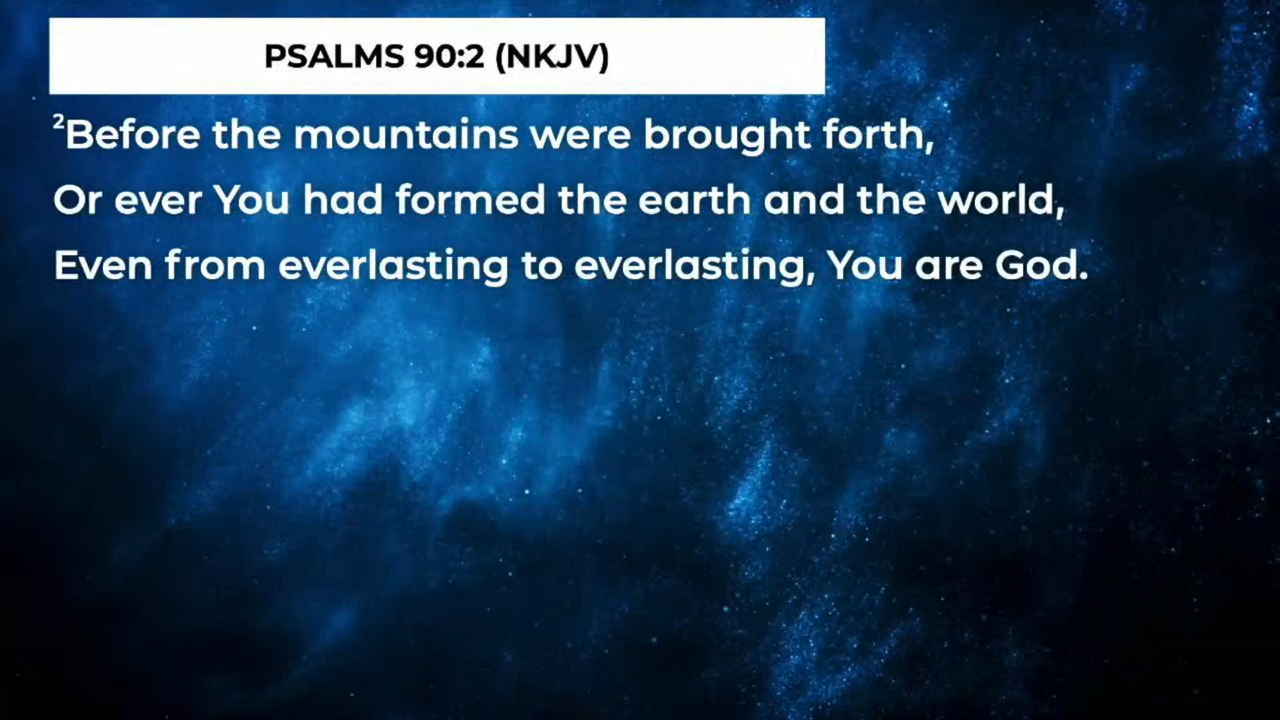 PSALMS 90:2 (NKJV)
²Before the mountains were brought forth,
Or ever You had formed the earth and the world,
Even from everlasting to everlasting, You are God.